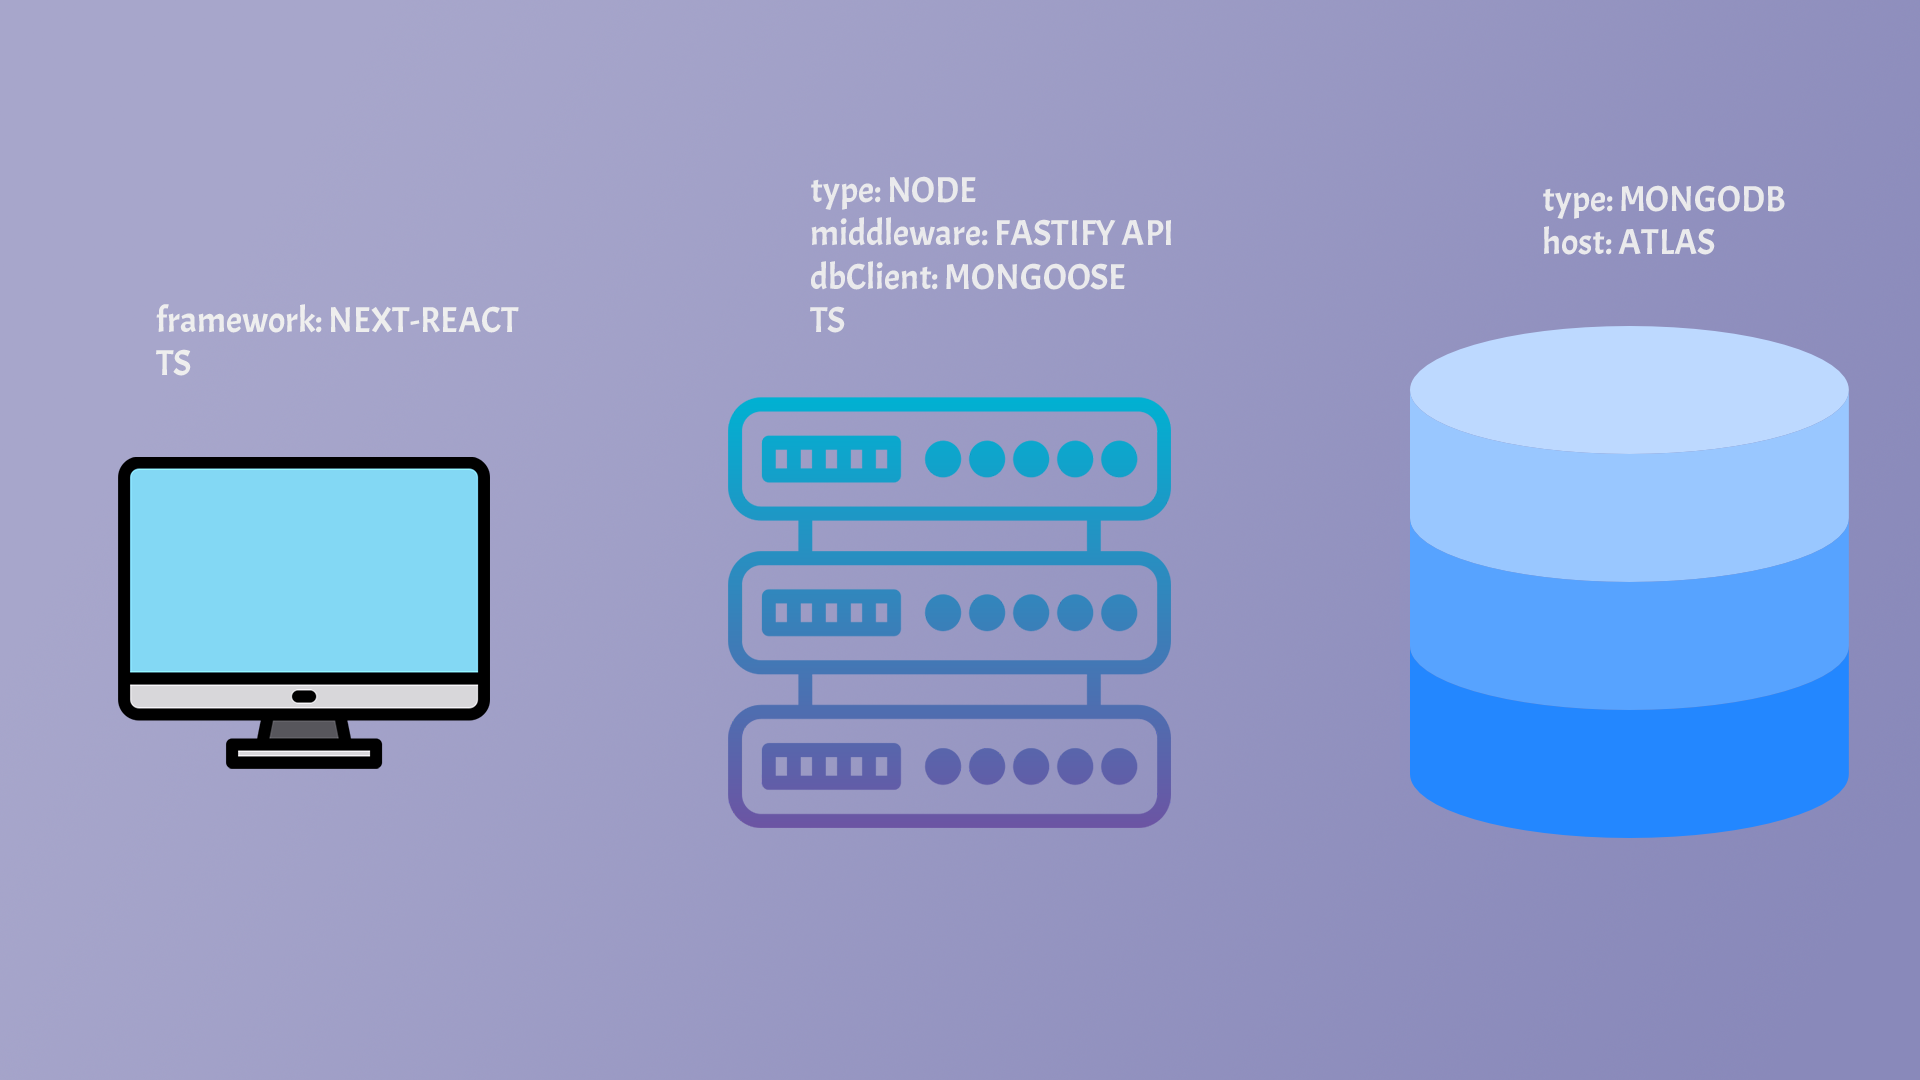 framework: NEXT-REACT
TS
type: NODE
middleware: FASTIFY API
dbClient: MONGOOSE
TS
type: MONGODB
host: ATLAS